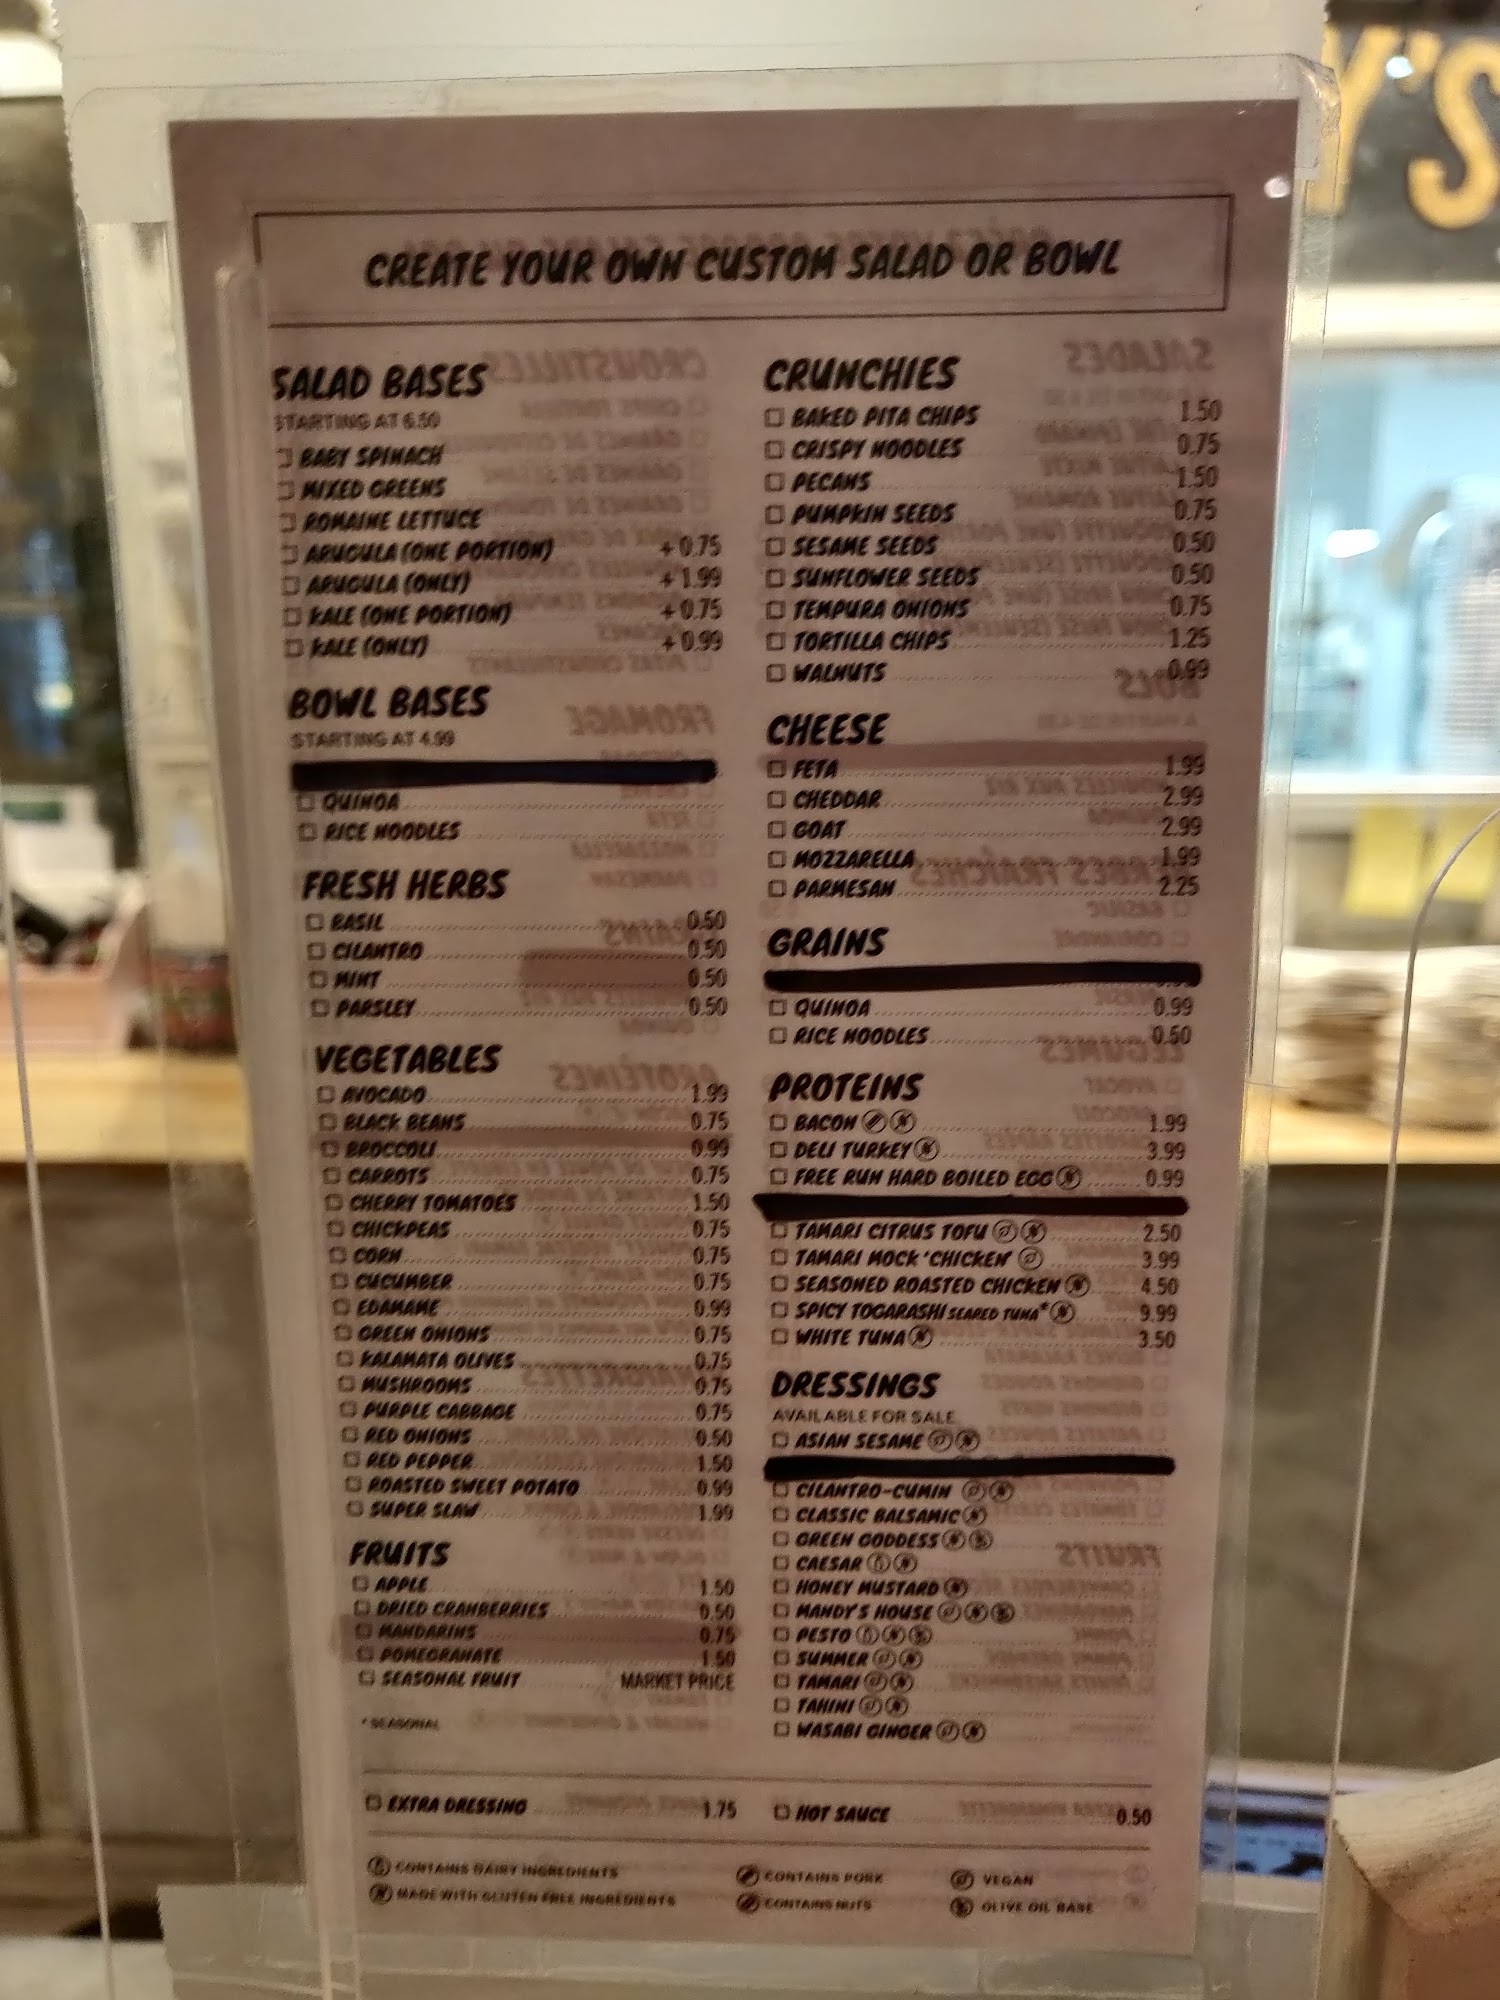 Y'S
CREATE YOUR OWN CUSTOM SALAD OR BOWL
SALAD BASES
STARTING AT 6.50
BABY SPINACH
MIXED GREENS
ROMAINE LETTUCE
ARUGULA (ONE PORTION) +0.75
ARUGULA (ONLY) +1.99
KALE (ONE PORTION) +0.75
KALE (ONLY) +0.99
BOWL BASES
STARTING AT 4.99
QUINOA
RICE NOODLES
FRESH HERBS
BASIL 0.50
CILANTRO 0.50
MINT 0.50
PARSLEY 0.50
VEGETABLES
AVOCADO 1.99
BLACK BEANS 0.75
BROCCOLI 0.99
CARROTS 0.75
CHERRY TOMATOES 1.50
CHICKPEAS 0.75
CORN 0.75
CUCUMBER 0.75
EDAMAME 0.99
GREEN ONIONS 0.75
KALAMATA OLIVES 0.75
MUSHROOMS 0.75
PURPLE CABBAGE 0.75
RED ONIONS 0.50
RED PEPPER 1.50
ROASTED SWEET POTATO 0.99
SUPER SLAW 1.99
FRUITS
APPLE 1.50
DRIED CRANBERRIES 0.50
MANDARINS 0.75
POMEGRANATE 1.50
SEASONAL FRUIT MARKET PRICE
* SEASONAL
CRUNCHIES
BAKED PITA CHIPS 1.50
CRISPY NOODLES 0.75
PECANS 1.50
PUMPKIN SEEDS 0.75
SESAME SEEDS 0.50
SUNFLOWER SEEDS 0.50
TEMPURA ONIONS 0.75
TORTILLA CHIPS 1.25
WALNUTS 0.99
CHEESE
FETA 1.99
CHEDDAR 2.99
GOAT 2.99
MOZZARELLA 1.99
PARMESAN 2.25
GRAINS
QUINOA 0.99
RICE NOODLES 0.50
PROTEINS
BACON 1.99
DELI TURKEY 3.99
FREE RUN HARD BOILED EGG 0.99
TAMARI CITRUS TOFU 2.50
TAMARI MOCK 'CHICKEN' 3.99
SEASONED ROASTED CHICKEN 4.50
SPICY TOGARASHI SEARED TUNA* 9.99
WHITE TUNA 3.50
DRESSINGS
AVAILABLE FOR SALE
ASIAN SESAME
CILANTRO-CUMIN
CLASSIC BALSAMIC
GREEN GODDESS
CAESAR
HONEY MUSTARD
MANDY'S HOUSE
PESTO
SUMMER
TAMARI
TAHINI
WASABI GINGER
EXTRA DRESSING 1.75
HOT SAUCE 0.50
CONTAINS DAIRY INGREDIENTS
CONTAINS PORK
VEGAN
MADE WITH GLUTEN FREE INGREDIENTS
CONTAINS NUTS
OLIVE OIL BASE